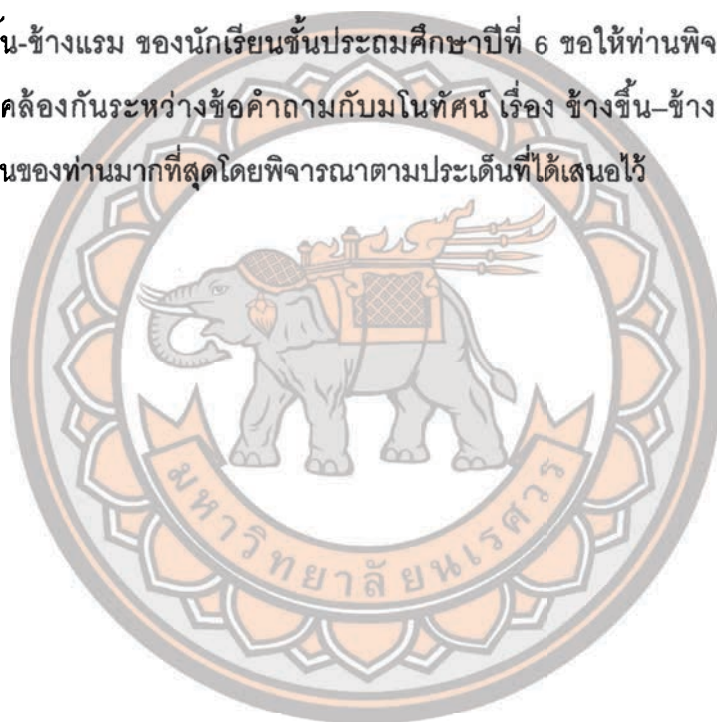 น-ข้างแรม ของนักเรียนชั้นประถมศึกษาปีที่ 6 ขอให้ท่านพิจ
คล้องกันระหว่างข้อคำถามกับมโนทัศน์ เรื่อง ข้างขึ้น–ข้าง
นของท่านมากที่สุดโดยพิจารณาตามประเด็นที่ได้เสนอไว้
มหาวิทยาลัยนเรศวร